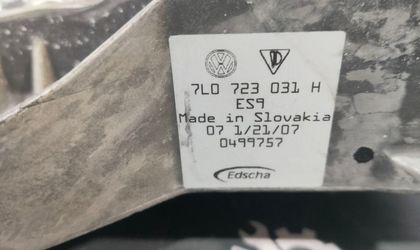 7L0 723 031 H
ES9
Made in Slovakia
07 1/21/07
0499757
Edscha